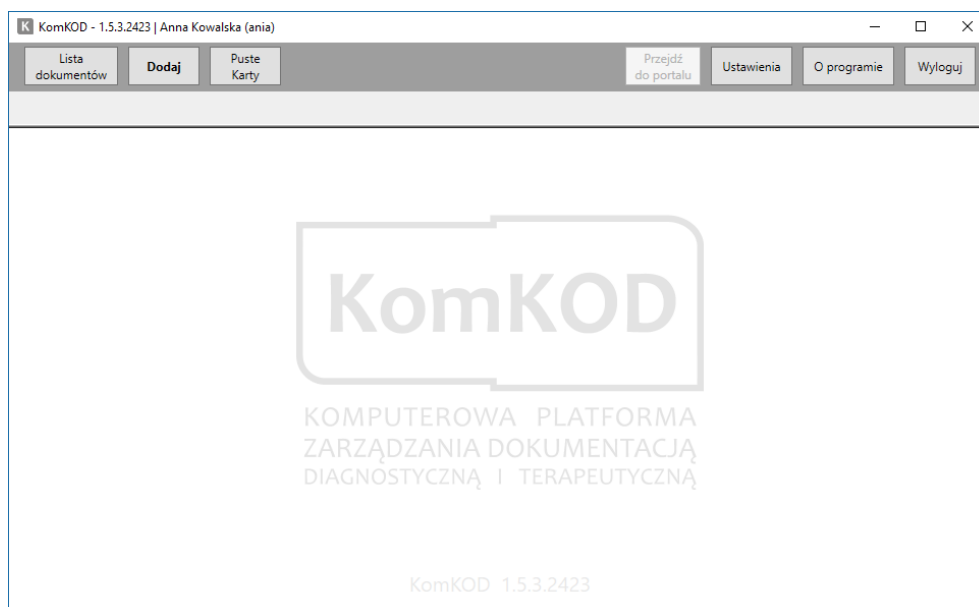 K KomKOD - 1.5.3.2423 | Anna Kowalska (ania)
Lista
dokumentów
Dodaj
Puste
Karty
Przejdź
do portalu
Ustawienia
O programie
Wyloguj
KomKOD
KOMPUTEROWA PLATFORMA
ZARZĄDZANIA DOKUMENTACJĄ
DIAGNOSTYCZNĄ I TERAPEUTYCZNĄ
KomKOD 1.5.3.2423